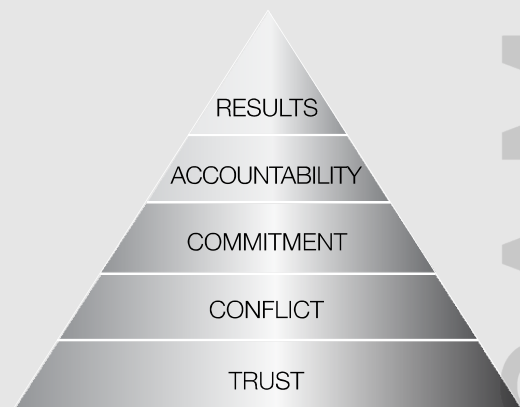 RESULTS
ACCOUNTABILITY
COMMITMENT
CONFLICT
TRUST